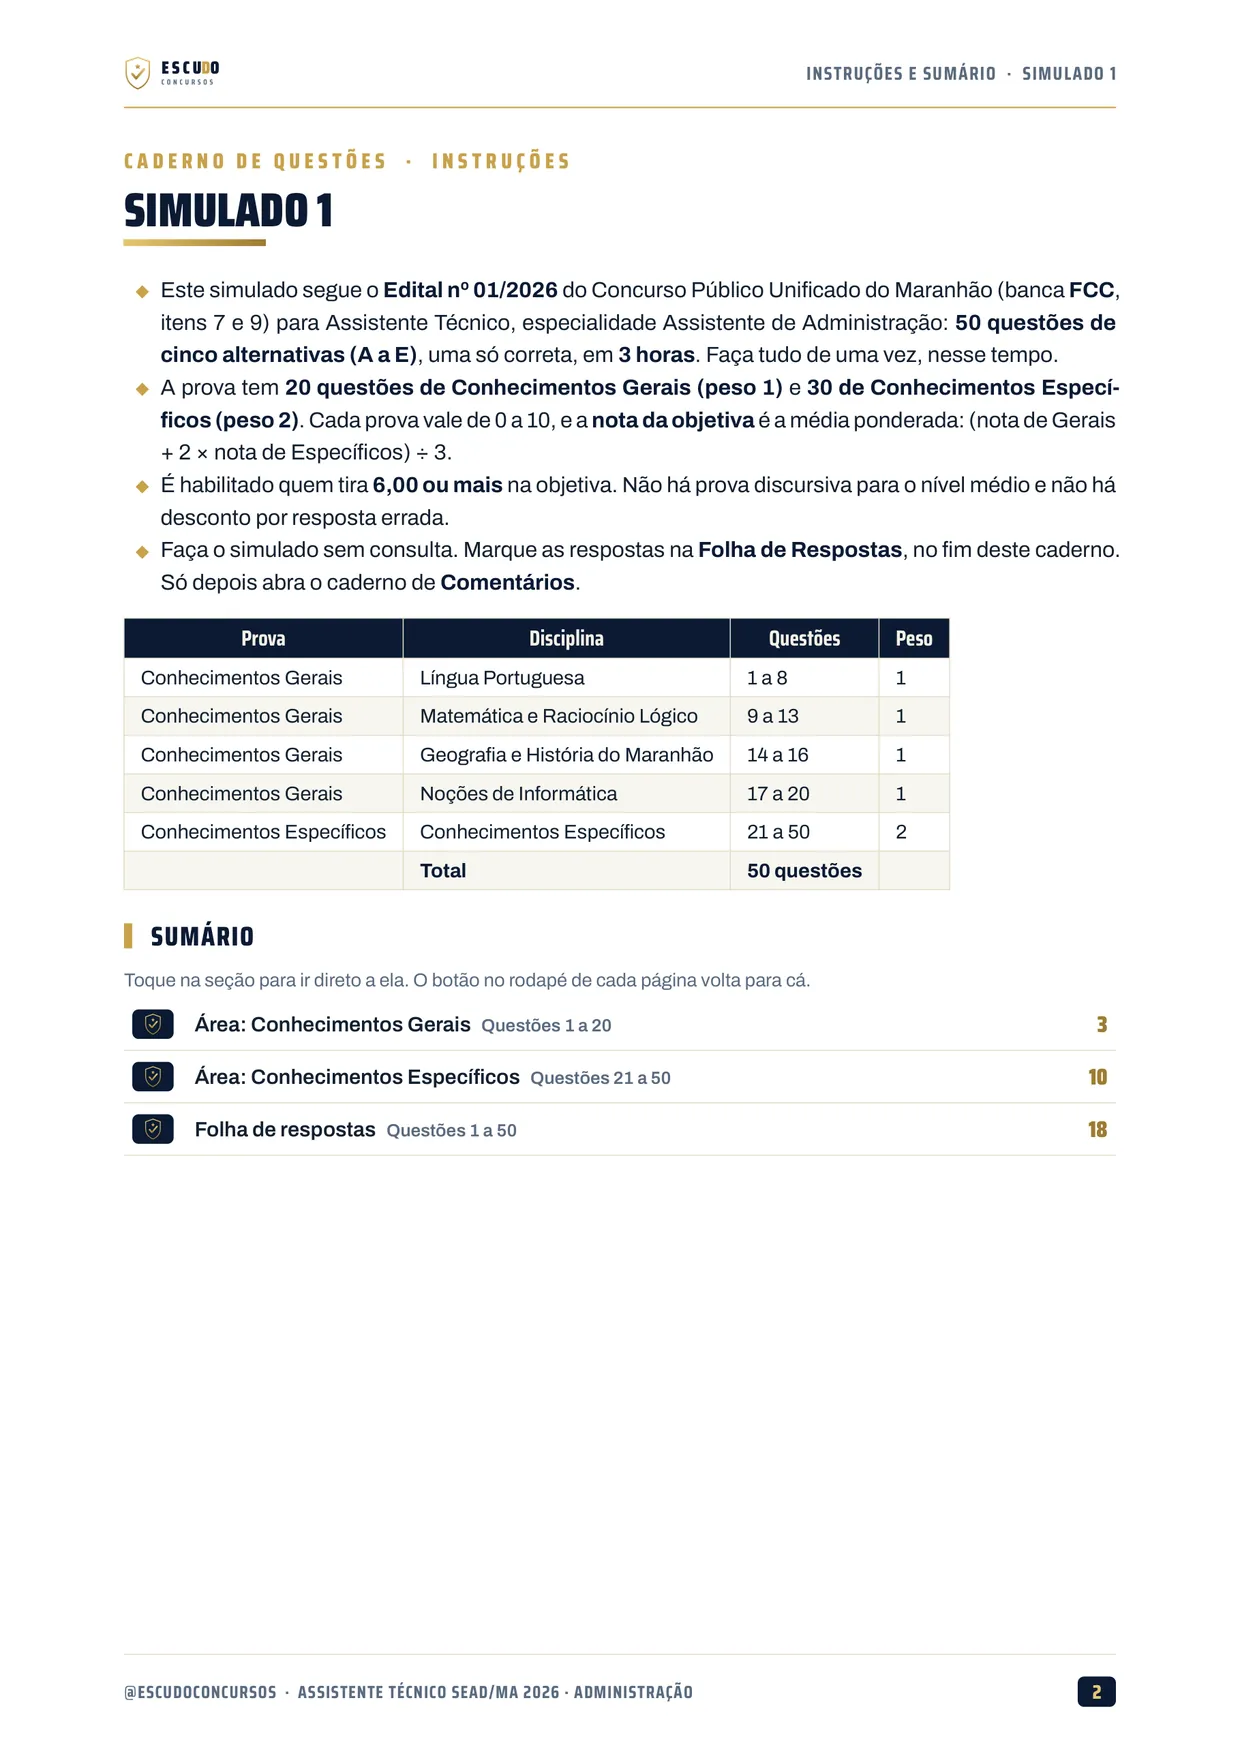 ESCUDO
CONCURSOS
INSTRUÇÕES E SUMÁRIO · SIMULADO 1
CADERNO DE QUESTÕES · INSTRUÇÕES
SIMULADO 1
◆ Este simulado segue o Edital nº 01/2026 do Concurso Público Unificado do Maranhão (banca FCC,
itens 7 e 9) para Assistente Técnico, especialidade Assistente de Administração: 50 questões de
cinco alternativas (A a E), uma só correta, em 3 horas. Faça tudo de uma vez, nesse tempo.
◆ A prova tem 20 questões de Conhecimentos Gerais (peso 1) e 30 de Conhecimentos Especí-
ficos (peso 2). Cada prova vale de 0 a 10, e a nota da objetiva é a média ponderada: (nota de Gerais
+ 2 × nota de Específicos) ÷ 3.
◆ É habilitado quem tira 6,00 ou mais na objetiva. Não há prova discursiva para o nível médio e não há
desconto por resposta errada.
◆ Faça o simulado sem consulta. Marque as respostas na Folha de Respostas, no fim deste caderno.
Só depois abra o caderno de Comentários.
Prova Disciplina Questões Peso
Conhecimentos Gerais Língua Portuguesa 1 a 8 1
Conhecimentos Gerais Matemática e Raciocínio Lógico 9 a 13 1
Conhecimentos Gerais Geografia e História do Maranhão 14 a 16 1
Conhecimentos Gerais Noções de Informática 17 a 20 1
Conhecimentos Específicos Conhecimentos Específicos 21 a 50 2
Total 50 questões
SUMÁRIO
Toque na seção para ir direto a ela. O botão no rodapé de cada página volta para cá.
Área: Conhecimentos Gerais Questões 1 a 20 3
Área: Conhecimentos Específicos Questões 21 a 50 10
Folha de respostas Questões 1 a 50 18
@ESCUDOCONCURSOS · ASSISTENTE TÉCNICO SEAD/MA 2026 · ADMINISTRAÇÃO 2